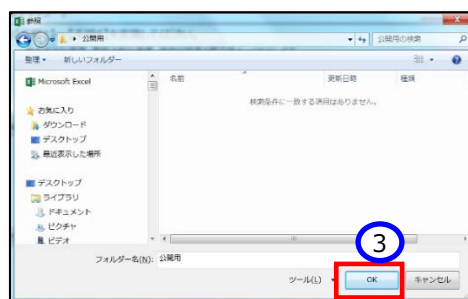 参照
公開用
公開用の検索
整理 新しいフォルダー
Microsoft Excel
名前 更新日時 種類
検索条件に一致する項目はありません。
お気に入り
ダウンロード
デスクトップ
最近表示した場所
デスクトップ
ライブラリ
ドキュメント
ピクチャ
ビデオ
フォルダー名(N): 公開用
③
ツール(L) OK キャンセル